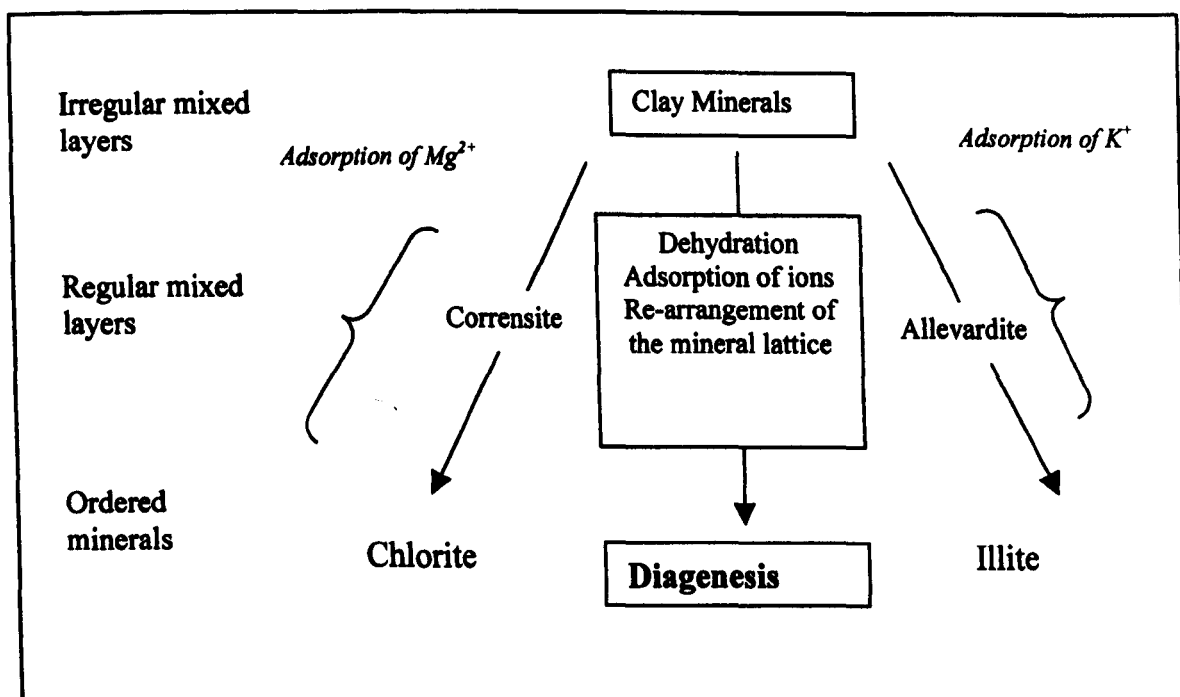 Irregular mixed
layers
Clay Minerals
Adsorption of Mg²⁺
Adsorption of K⁺
Regular mixed
layers
Corrensite
Dehydration
Adsorption of ions
Re-arrangement of
the mineral lattice
Allevardite
Ordered
minerals
Chlorite
Diagenesis
Illite